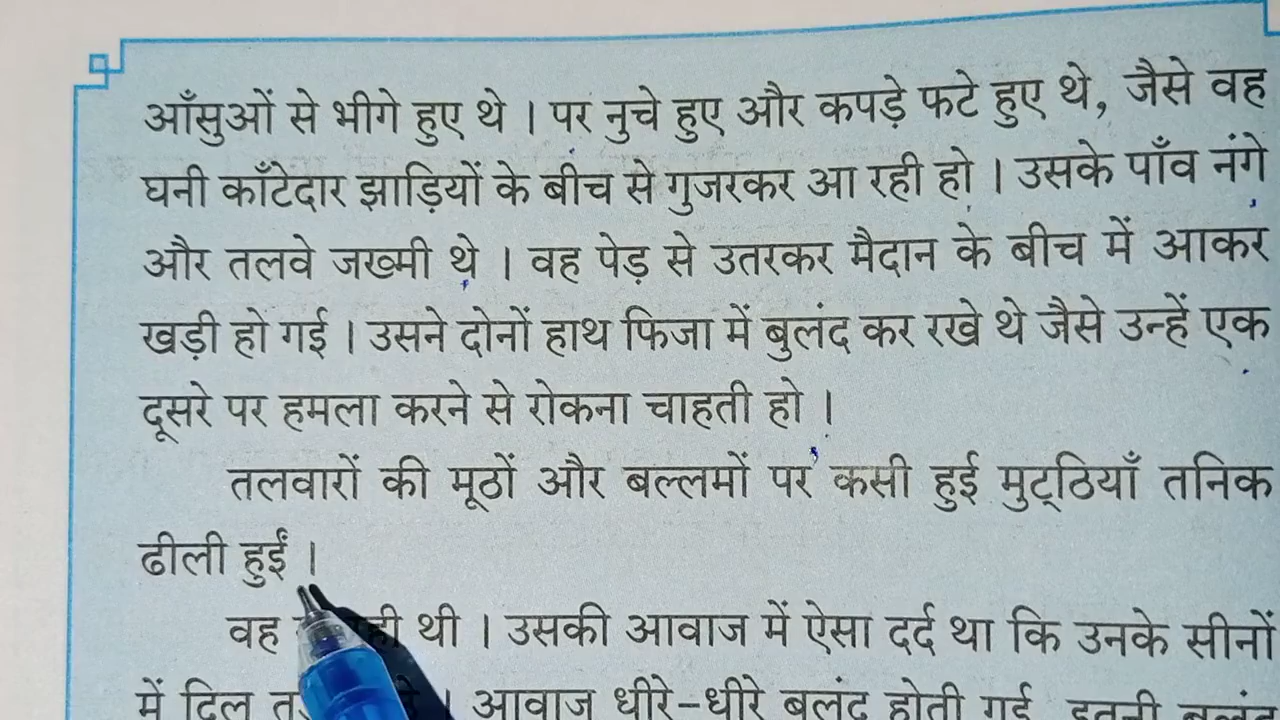 आँसुओं से भीगे हुए थे । पर नुचे हुए और कपड़े फटे हुए थे, जैसे वह
घनी काँटेदार झाड़ियों के बीच से गुजरकर आ रही हो । उसके पाँव नंगे
और तलवे जख्मी थे । वह पेड़ से उतरकर मैदान के बीच में आकर
खड़ी हो गई । उसने दोनों हाथ फिजा में बुलंद कर रखे थे जैसे उन्हें एक
दूसरे पर हमला करने से रोकना चाहती हो ।
तलवारों की मूठों और बल्लमों पर कसी हुई मुट्ठियाँ तनिक
ढीली हुईं ।
वह थी । उसकी आवाज में ऐसा दर्द था कि उनके सीनों
में दिल । आवाज धीरे-धीरे बुलंद होती गई इतनी बुलंद